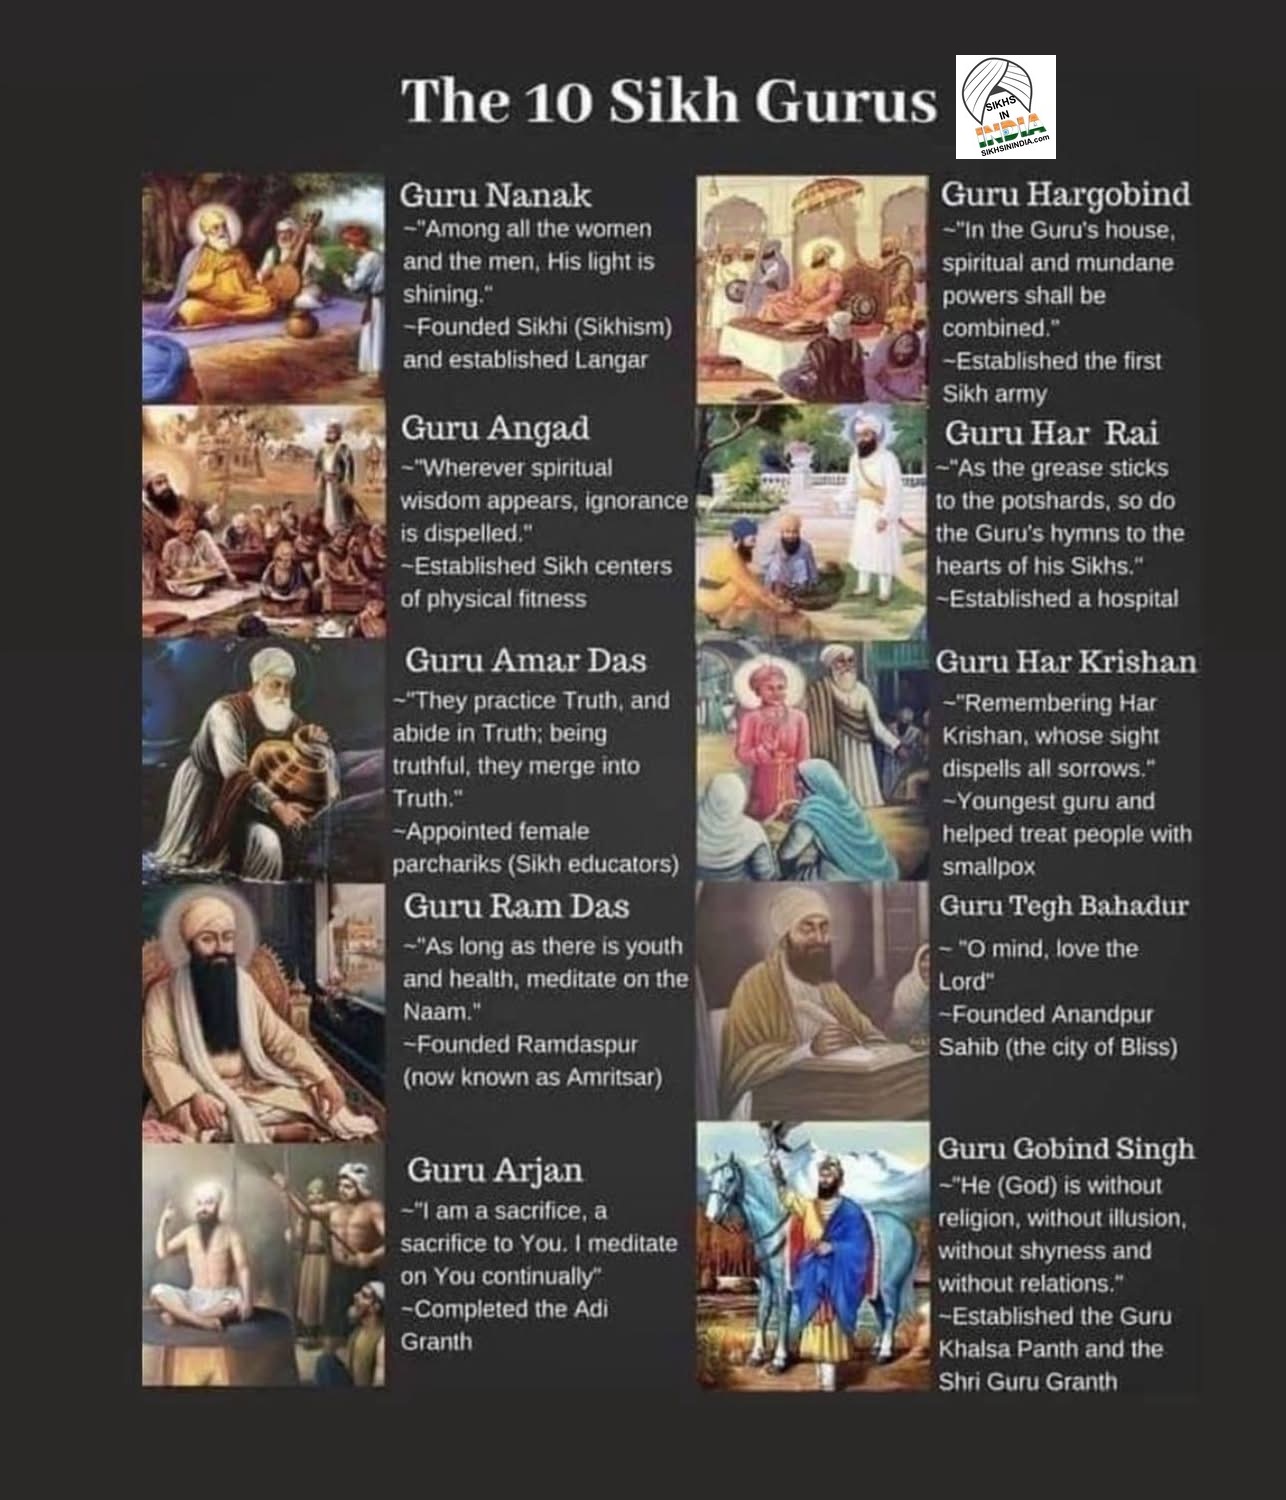 The 10 Sikh Gurus
SIKHS
IN
INDIA
SIKHSININDIA.com
Guru Nanak
~"Among all the women
and the men, His light is
shining."
~Founded Sikhi (Sikhism)
and established Langar
Guru Angad
~"Wherever spiritual
wisdom appears, ignorance
is dispelled."
~Established Sikh centers
of physical fitness
Guru Amar Das
~"They practice Truth, and
abide in Truth; being
truthful, they merge into
Truth."
~Appointed female
parchariks (Sikh educators)
Guru Ram Das
~"As long as there is youth
and health, meditate on the
Naam."
~Founded Ramdaspur
(now known as Amritsar)
Guru Arjan
~"I am a sacrifice, a
sacrifice to You. I meditate
on You continually"
~Completed the Adi
Granth
Guru Hargobind
~"In the Guru's house,
spiritual and mundane
powers shall be
combined."
~Established the first
Sikh army
Guru Har Rai
~"As the grease sticks
to the potshards, so do
the Guru's hymns to the
hearts of his Sikhs."
~Established a hospital
Guru Har Krishan
~"Remembering Har
Krishan, whose sight
dispells all sorrows."
~Youngest guru and
helped treat people with
smallpox
Guru Tegh Bahadur
~ "O mind, love the
Lord"
~Founded Anandpur
Sahib (the city of Bliss)
Guru Gobind Singh
~"He (God) is without
religion, without illusion,
without shyness and
without relations."
~Established the Guru
Khalsa Panth and the
Shri Guru Granth